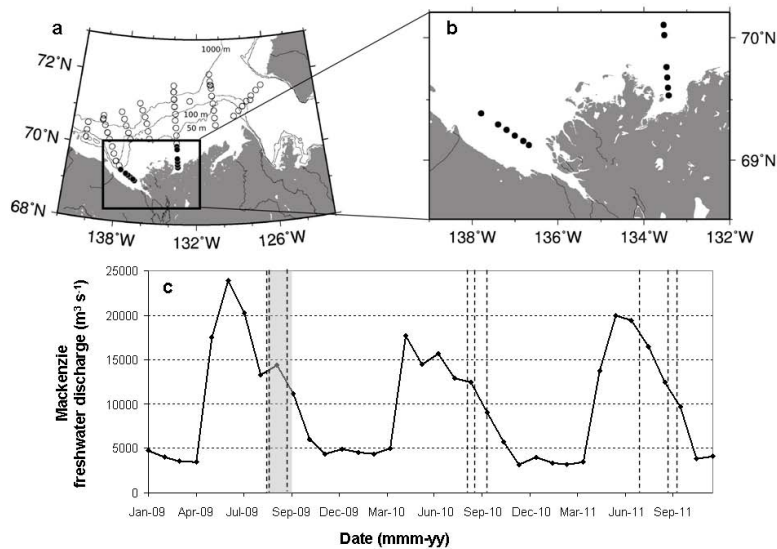 a
1000 m
100 m
50 m
72°N
70°N
68°N
138°W
132°W
126°W
b
70°N
69°N
138°W
136°W
134°W
132°W
c
Mackenzie
freshwater discharge (m³ s⁻¹)
25000
20000
15000
10000
5000
0
Jan-09 Apr-09 Jul-09 Sep-09 Dec-09 Mar-10 Jun-10 Sep-10 Dec-10 Mar-11 Jun-11 Sep-11
Date (mmm-yy)